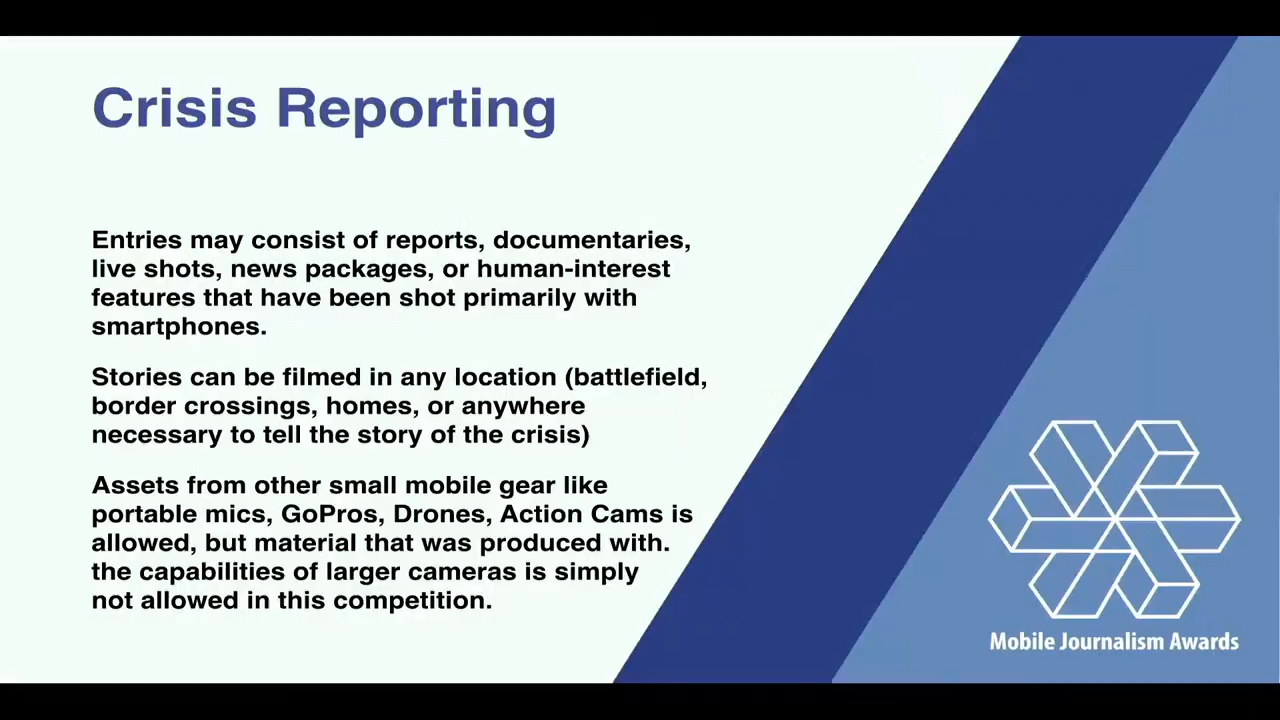 Crisis Reporting
Entries may consist of reports, documentaries,
live shots, news packages, or human-interest
features that have been shot primarily with
smartphones.
Stories can be filmed in any location (battlefield,
border crossings, homes, or anywhere
necessary to tell the story of the crisis)
Assets from other small mobile gear like
portable mics, GoPros, Drones, Action Cams is
allowed, but material that was produced with.
the capabilities of larger cameras is simply
not allowed in this competition.
Mobile Journalism Awards